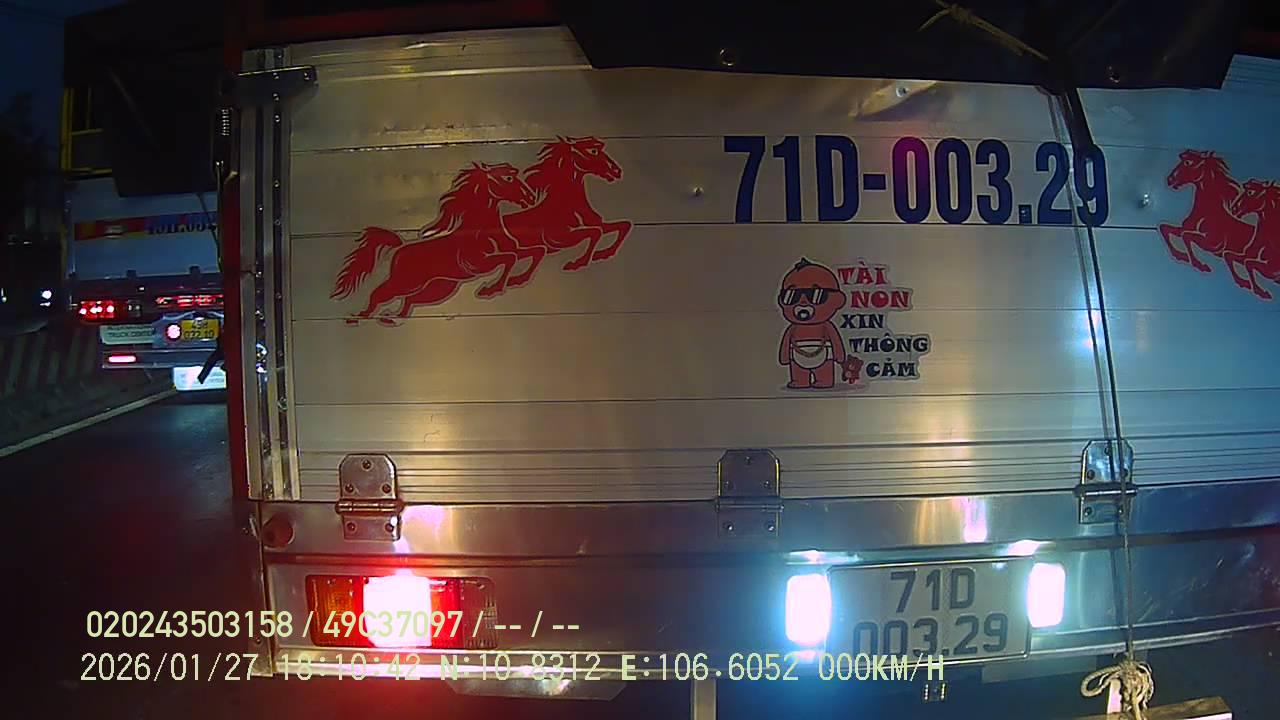 71D-003.29
TÀI
NON
XIN
THÔNG
CẢM
71D
003.29
020243503158 / 49C37097 / -- / --
2026/01/27 18:10:42 N:10.8312 E:106.6052 000KM/H